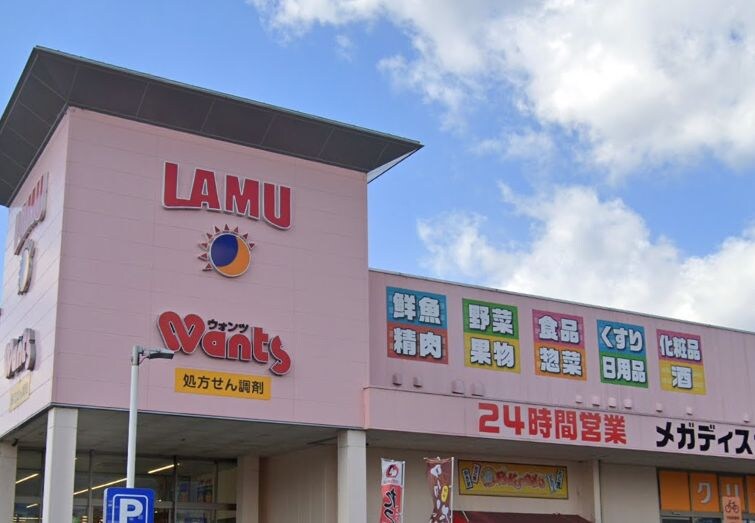 LAMU
ウォンツ
Wants
処方せん調剤
鮮魚
精肉
野菜
果物
食品
惣菜
くすり
日用品
化粧品
酒
24時間営業
メガディス
P
LAMU